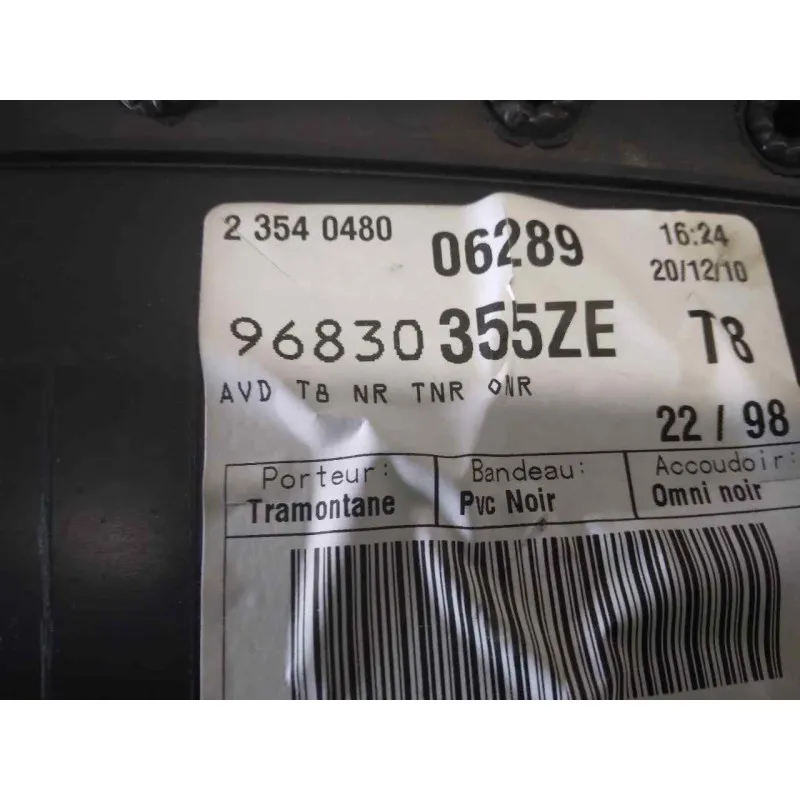 2 354 0480 06289 16:24
20/12/10
96830 355ZE T8
AVD T8 NR TNR ONR
22 / 98
Porteur: Bandeau: Accoudoir:
Tramontane Pvc Noir Omni noir